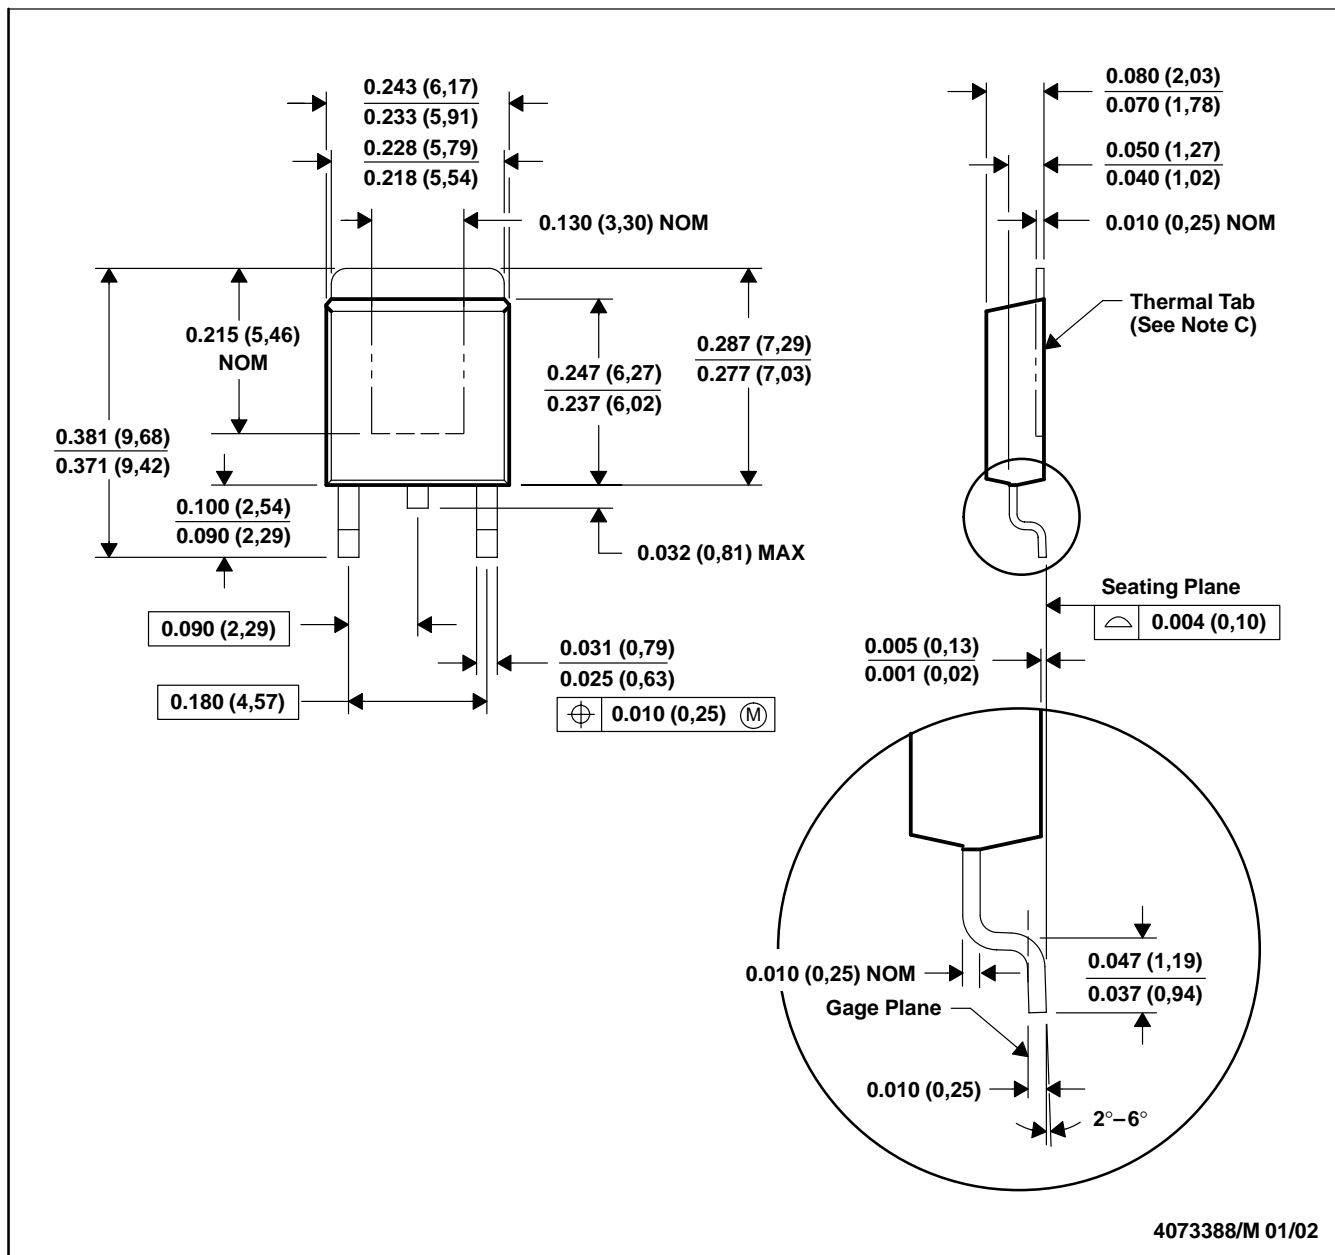 0.243 (6,17)
0.233 (5,91)
0.228 (5,79)
0.218 (5,54)
0.130 (3,30) NOM
0.215 (5,46)
NOM
0.247 (6,27)
0.237 (6,02)
0.287 (7,29)
0.277 (7,03)
0.381 (9,68)
0.371 (9,42)
0.100 (2,54)
0.090 (2,29)
0.032 (0,81) MAX
0.090 (2,29)
0.031 (0,79)
0.025 (0,63)
0.180 (4,57)
0.010 (0,25) M
0.080 (2,03)
0.070 (1,78)
0.050 (1,27)
0.040 (1,02)
0.010 (0,25) NOM
Thermal Tab
(See Note C)
Seating Plane
0.004 (0,10)
0.005 (0,13)
0.001 (0,02)
0.010 (0,25) NOM
0.047 (1,19)
0.037 (0,94)
Gage Plane
0.010 (0,25)
2°–6°
4073388/M 01/02